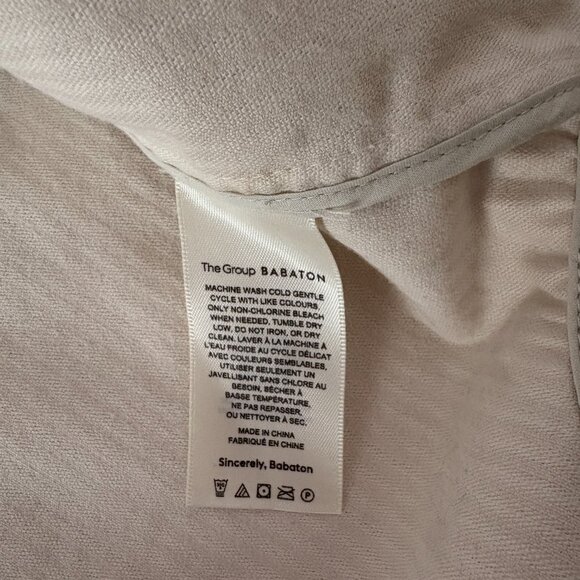 The Group BABATON
MACHINE WASH COLD GENTLE
CYCLE WITH LIKE COLOURS,
ONLY NON-CHLORINE BLEACH
WHEN NEEDED, TUMBLE DRY
LOW, DO NOT IRON, OR DRY
CLEAN. LAVER À LA MACHINE À
L'EAU FROIDE AU CYCLE DÉLICAT
AVEC COULEURS SEMBLABLES,
UTILISER SEULEMENT UN
JAVELLISANT SANS CHLORE AU
BESOIN, SÉCHER À
BASSE TEMPÉRATURE,
NE PAS REPASSER,
OU NETTOYER À SEC.
MADE IN CHINA
FABRIQUÉ EN CHINE
Sincerely, Babaton
P